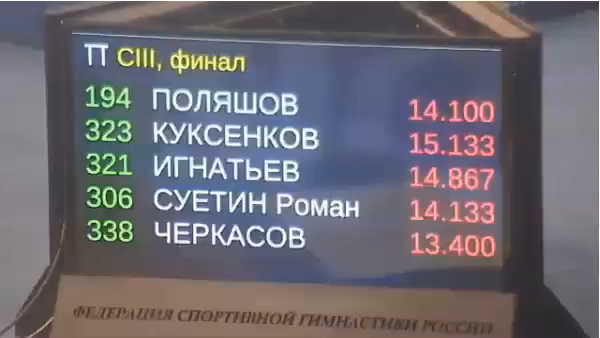 СIII, финал
194 ПОЛЯШОВ 14.100
323 КУКСЕНКОВ 15.133
321 ИГНАТЬЕВ 14.867
306 СУЕТИН Роман 14.133
338 ЧЕРКАСОВ 13.400
ФЕДЕРАЦИЯ СПОРТИВНОЙ ГИМНАСТИКИ РОССИИ